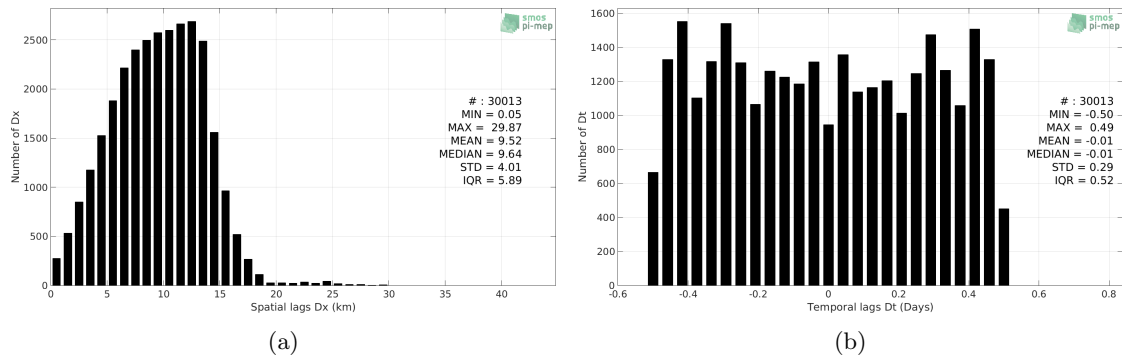 smos
pi-mep
2500
2000
1500
1000
500
0
Number of Dx
# : 30013
MIN = 0.05
MAX = 29.87
MEAN = 9.52
MEDIAN = 9.64
STD = 4.01
IQR = 5.89
0 5 10 15 20 25 30 35 40
Spatial lags Dx (km)
(a)
smos
pi-mep
1600
1400
1200
1000
800
600
400
200
0
Number of Dt
# : 30013
MIN = -0.50
MAX = 0.49
MEAN = -0.01
MEDIAN = -0.01
STD = 0.29
IQR = 0.52
-0.6 -0.4 -0.2 0 0.2 0.4 0.6 0.8
Temporal lags Dt (Days)
(b)